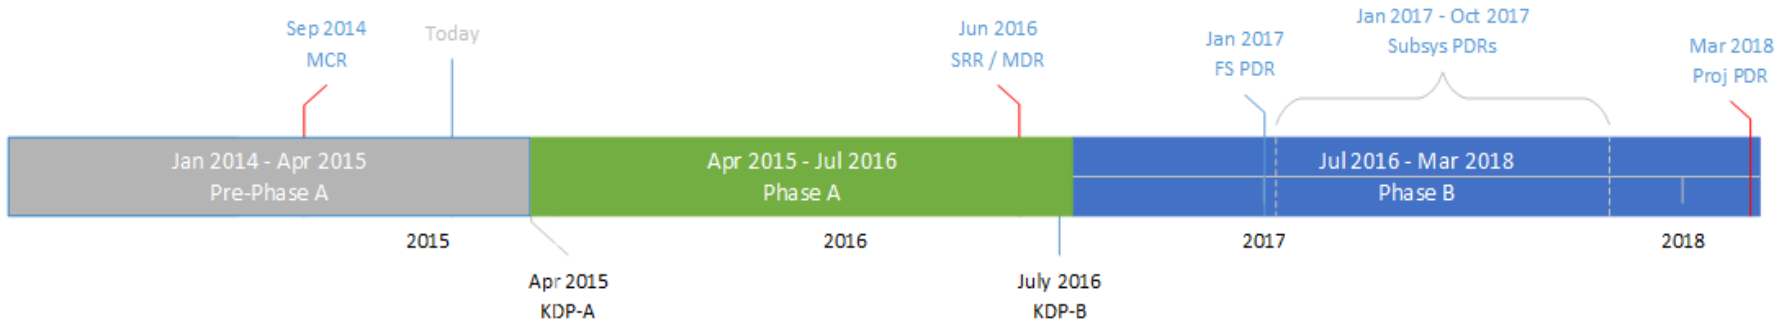 Sep 2014
MCR
Today
Jun 2016
SRR / MDR
Jan 2017
FS PDR
Jan 2017 - Oct 2017
Subsys PDRs
Mar 2018
Proj PDR
Jan 2014 - Apr 2015
Pre-Phase A
Apr 2015 - Jul 2016
Phase A
Jul 2016 - Mar 2018
Phase B
2015
2016
2017
2018
Apr 2015
KDP-A
July 2016
KDP-B